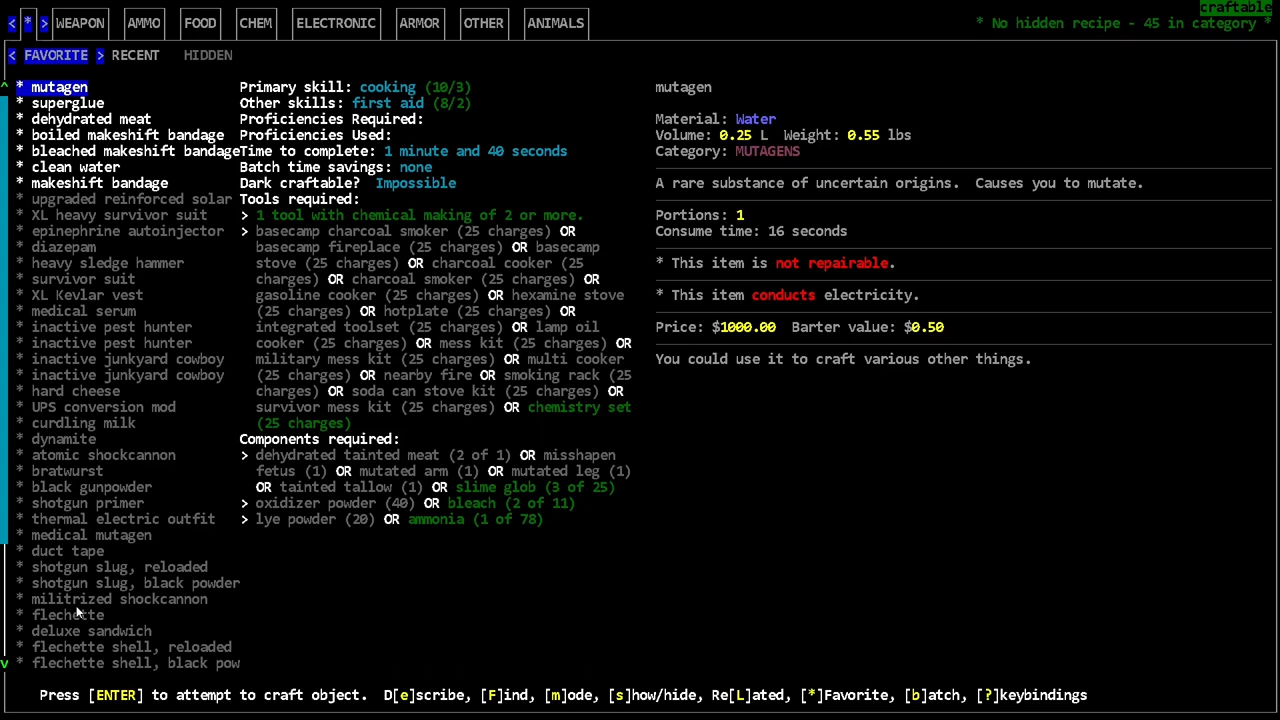 craftable
< * > WEAPON AMMO FOOD CHEM ELECTRONIC ARMOR OTHER ANIMALS * No hidden recipe - 45 in category *
< FAVORITE > RECENT HIDDEN
^ * mutagen
* superglue
* dehydrated meat
* boiled makeshift bandage
* bleached makeshift bandage
* clean water
* makeshift bandage
* upgraded reinforced solar
* XL heavy survivor suit
* epinephrine autoinjector
* diazepam
* heavy sledge hammer
* survivor suit
* XL Kevlar vest
* medical serum
* inactive pest hunter
* inactive pest hunter
* inactive junkyard cowboy
* inactive junkyard cowboy
* hard cheese
* UPS conversion mod
* curdling milk
* dynamite
* atomic shockcannon
* bratwurst
* black gunpowder
* shotgun primer
* thermal electric outfit
* medical mutagen
* duct tape
* shotgun slug, reloaded
* shotgun slug, black powder
* militrized shockcannon
* flechette
* deluxe sandwich
* flechette shell, reloaded
v * flechette shell, black pow
Primary skill: cooking (10/3)
Other skills: first aid (8/2)
Proficiencies Required:
Proficiencies Used:
Time to complete: 1 minute and 40 seconds
Batch time savings: none
Dark craftable? Impossible
Tools required:
> 1 tool with chemical making of 2 or more.
> basecamp charcoal smoker (25 charges) OR
basecamp fireplace (25 charges) OR basecamp
stove (25 charges) OR charcoal cooker (25
charges) OR charcoal smoker (25 charges) OR
gasoline cooker (25 charges) OR hexamine stove
(25 charges) OR hotplate (25 charges) OR
integrated toolset (25 charges) OR lamp oil
cooker (25 charges) OR mess kit (25 charges) OR
military mess kit (25 charges) OR multi cooker
(25 charges) OR nearby fire OR smoking rack (25
charges) OR soda can stove kit (25 charges) OR
survivor mess kit (25 charges) OR chemistry set
(25 charges)
Components required:
> dehydrated tainted meat (2 of 1) OR misshapen
fetus (1) OR mutated arm (1) OR mutated leg (1)
OR tainted tallow (1) OR slime glob (3 of 25)
> oxidizer powder (40) OR bleach (2 of 11)
> lye powder (20) OR ammonia (1 of 78)
mutagen
Material: Water
Volume: 0.25 L Weight: 0.55 lbs
Category: MUTAGENS
A rare substance of uncertain origins. Causes you to mutate.
Portions: 1
Consume time: 16 seconds
* This item is not repairable.
* This item conducts electricity.
Price: $1000.00 Barter value: $0.50
You could use it to craft various other things.
Press [ENTER] to attempt to craft object. D[e]scribe, [F]ind, [m]ode, [s]how/hide, Re[L]ated, [*]Favorite, [b]atch, [?]keybindings